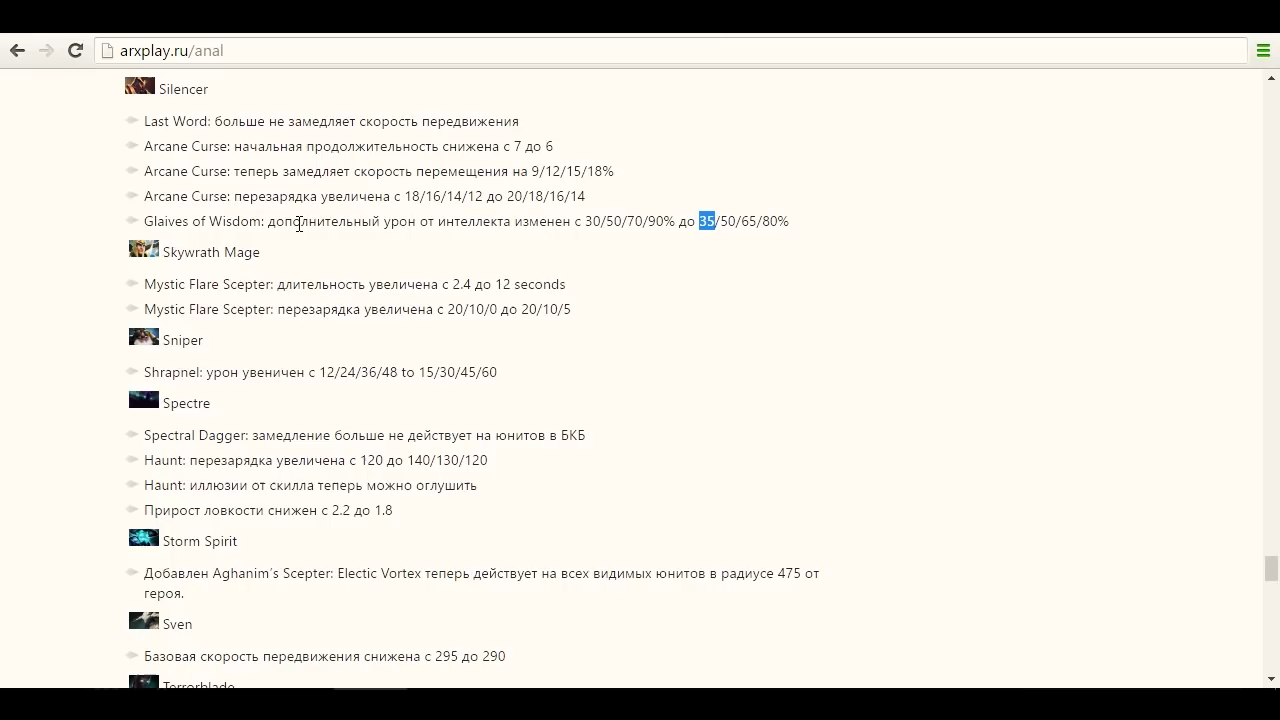 arxplay.ru/anal
Silencer
Last Word: больше не замедляет скорость передвижения
Arcane Curse: начальная продолжительность снижена с 7 до 6
Arcane Curse: теперь замедляет скорость перемещения на 9/12/15/18%
Arcane Curse: перезарядка увеличена с 18/16/14/12 до 20/18/16/14
Glaives of Wisdom: дополнительный урон от интеллекта изменен с 30/50/70/90% до 35/50/65/80%
Skywrath Mage
Mystic Flare Scepter: длительность увеличена с 2.4 до 12 seconds
Mystic Flare Scepter: перезарядка увеличена с 20/10/0 до 20/10/5
Sniper
Shrapnel: урон увеничен с 12/24/36/48 to 15/30/45/60
Spectre
Spectral Dagger: замедление больше не действует на юнитов в БКБ
Haunt: перезарядка увеличена с 120 до 140/130/120
Haunt: иллюзии от скилла теперь можно оглушить
Прирост ловкости снижен с 2.2 до 1.8
Storm Spirit
Добавлен Aghanim's Scepter: Electic Vortex теперь действует на всех видимых юнитов в радиусе 475 от
героя.
Sven
Базовая скорость передвижения снижена с 295 до 290
Terrorblade